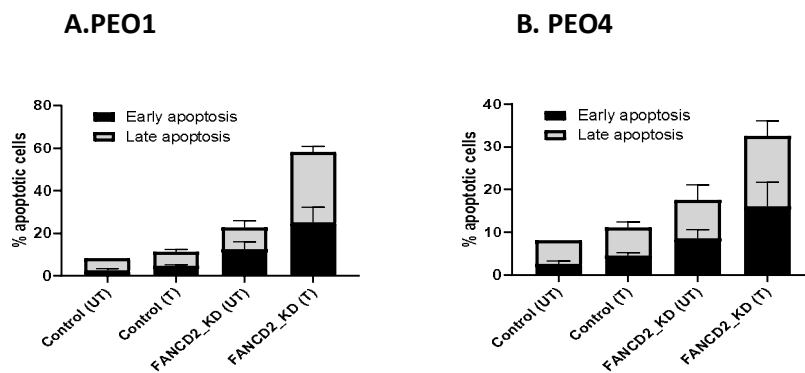 A.PEO1
B. PEO4
80
60
40
20
0
% apoptotic cells
Early apoptosis
Late apoptosis
Control (UT)
Control (T)
FANCD2_KD (UT)
FANCD2_KD (T)
40
30
20
10
0
% apoptotic cells
Early apoptosis
Late apoptosis
Control (UT)
Control (T)
FANCD2_KD (UT)
FANCD2_KD (T)